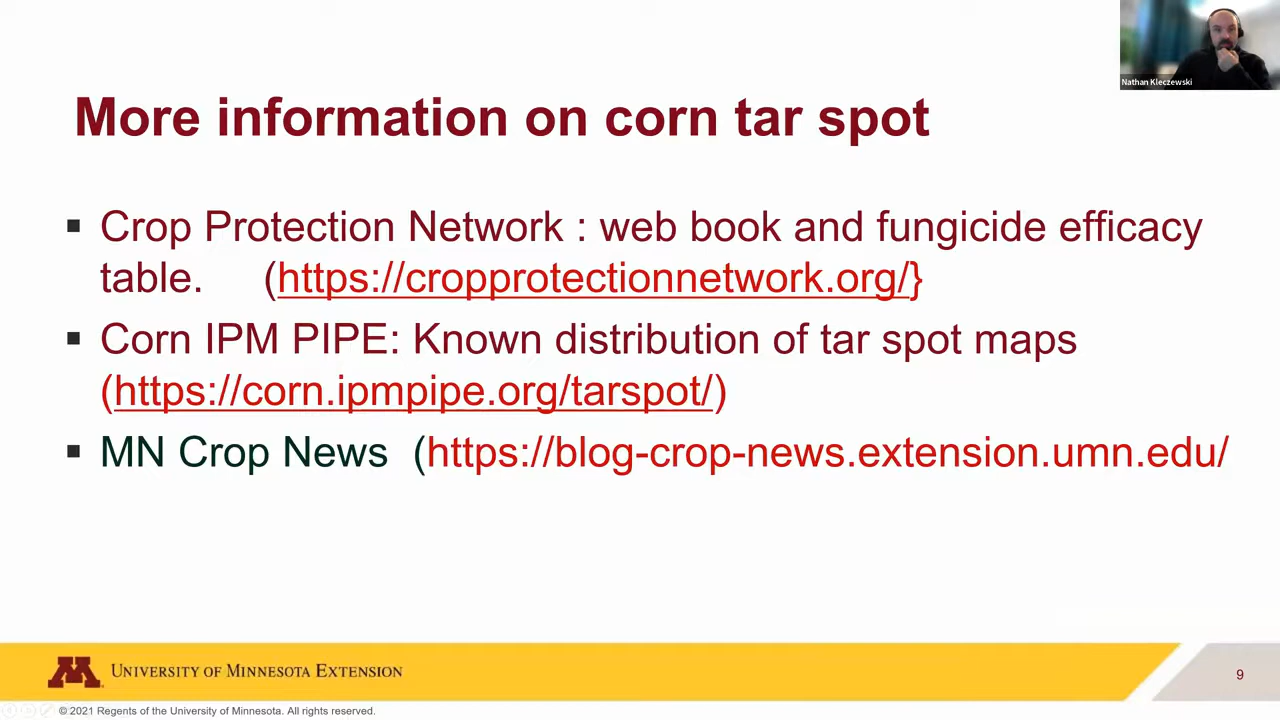 Nathan Kleczewski
More information on corn tar spot
▪ Crop Protection Network : web book and fungicide efficacy
table. (https://cropprotectionnetwork.org/}
▪ Corn IPM PIPE: Known distribution of tar spot maps
(https://corn.ipmpipe.org/tarspot/)
▪ MN Crop News (https://blog-crop-news.extension.umn.edu/
M UNIVERSITY OF MINNESOTA EXTENSION
9
© 2021 Regents of the University of Minnesota. All rights reserved.